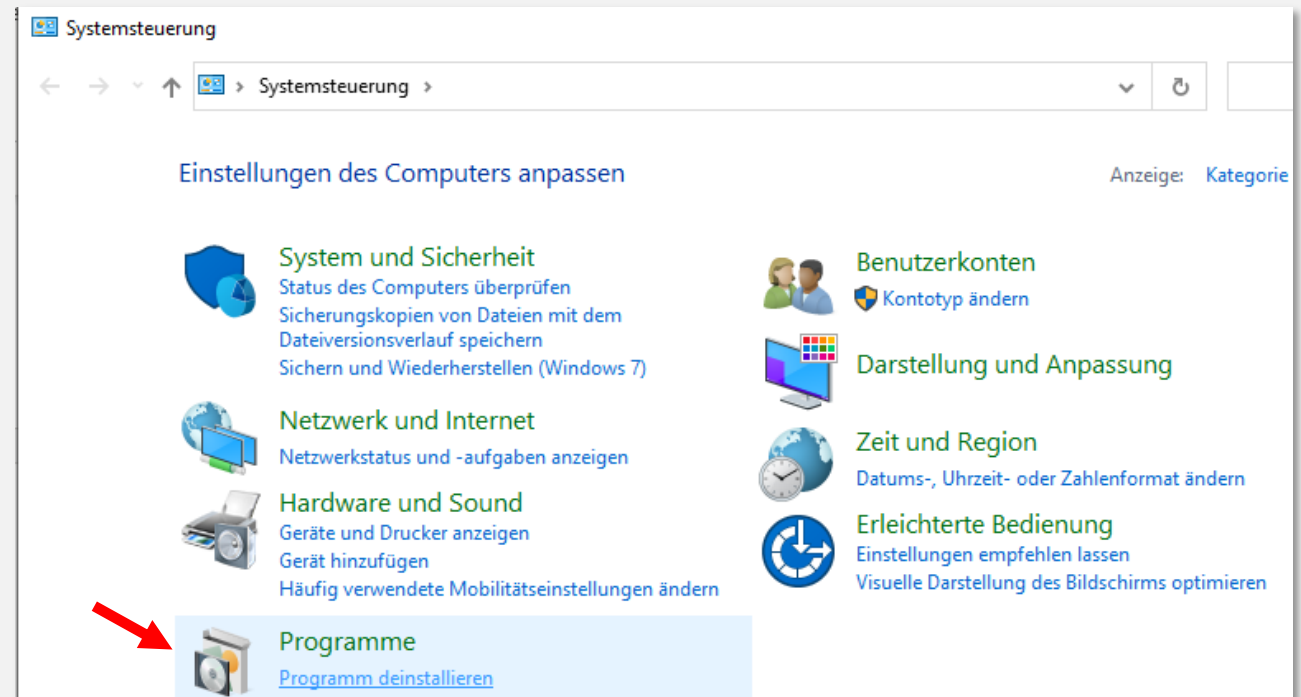 Systemsteuerung
Systemsteuerung
Einstellungen des Computers anpassen
Anzeige: Kategorie
System und Sicherheit
Status des Computers überprüfen
Sicherungskopien von Dateien mit dem
Dateiversionsverlauf speichern
Sichern und Wiederherstellen (Windows 7)
Netzwerk und Internet
Netzwerkstatus und -aufgaben anzeigen
Hardware und Sound
Geräte und Drucker anzeigen
Gerät hinzufügen
Häufig verwendete Mobilitätseinstellungen ändern
Programme
Programm deinstallieren
Benutzerkonten
Kontotyp ändern
Darstellung und Anpassung
Zeit und Region
Datums-, Uhrzeit- oder Zahlenformat ändern
Erleichterte Bedienung
Einstellungen empfehlen lassen
Visuelle Darstellung des Bildschirms optimieren